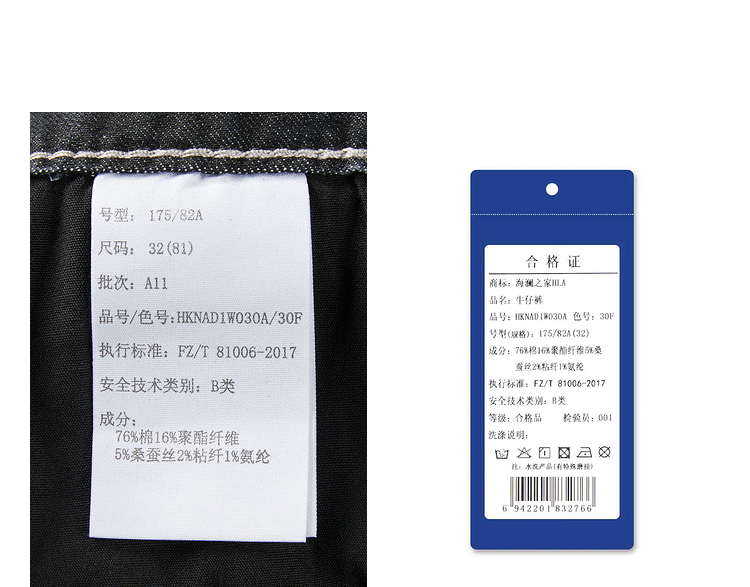 号型: 175/82A
尺码: 32(81)
批次: A11
品号/色号:HKNAD1W030A/30F
执行标准: FZ/T 81006-2017
安全技术类别: B类
成分:
76%棉16%聚酯纤维
5%桑蚕丝2%粘纤1%氨纶
合格证
商标: 海澜之家HLA
品名: 牛仔裤
品号: HKNAD1W030A 色号: 30F
号型(规格): 175/82A(32)
成分: 76%棉16%聚酯纤维5%桑
蚕丝2%粘纤1%氨纶
执行标准: FZ/T 81006-2017
安全技术类别: B类
等级: 合格品 检验员: 001
洗涤说明:
注: 水洗产品(有特殊磨损)
6 942201 832766